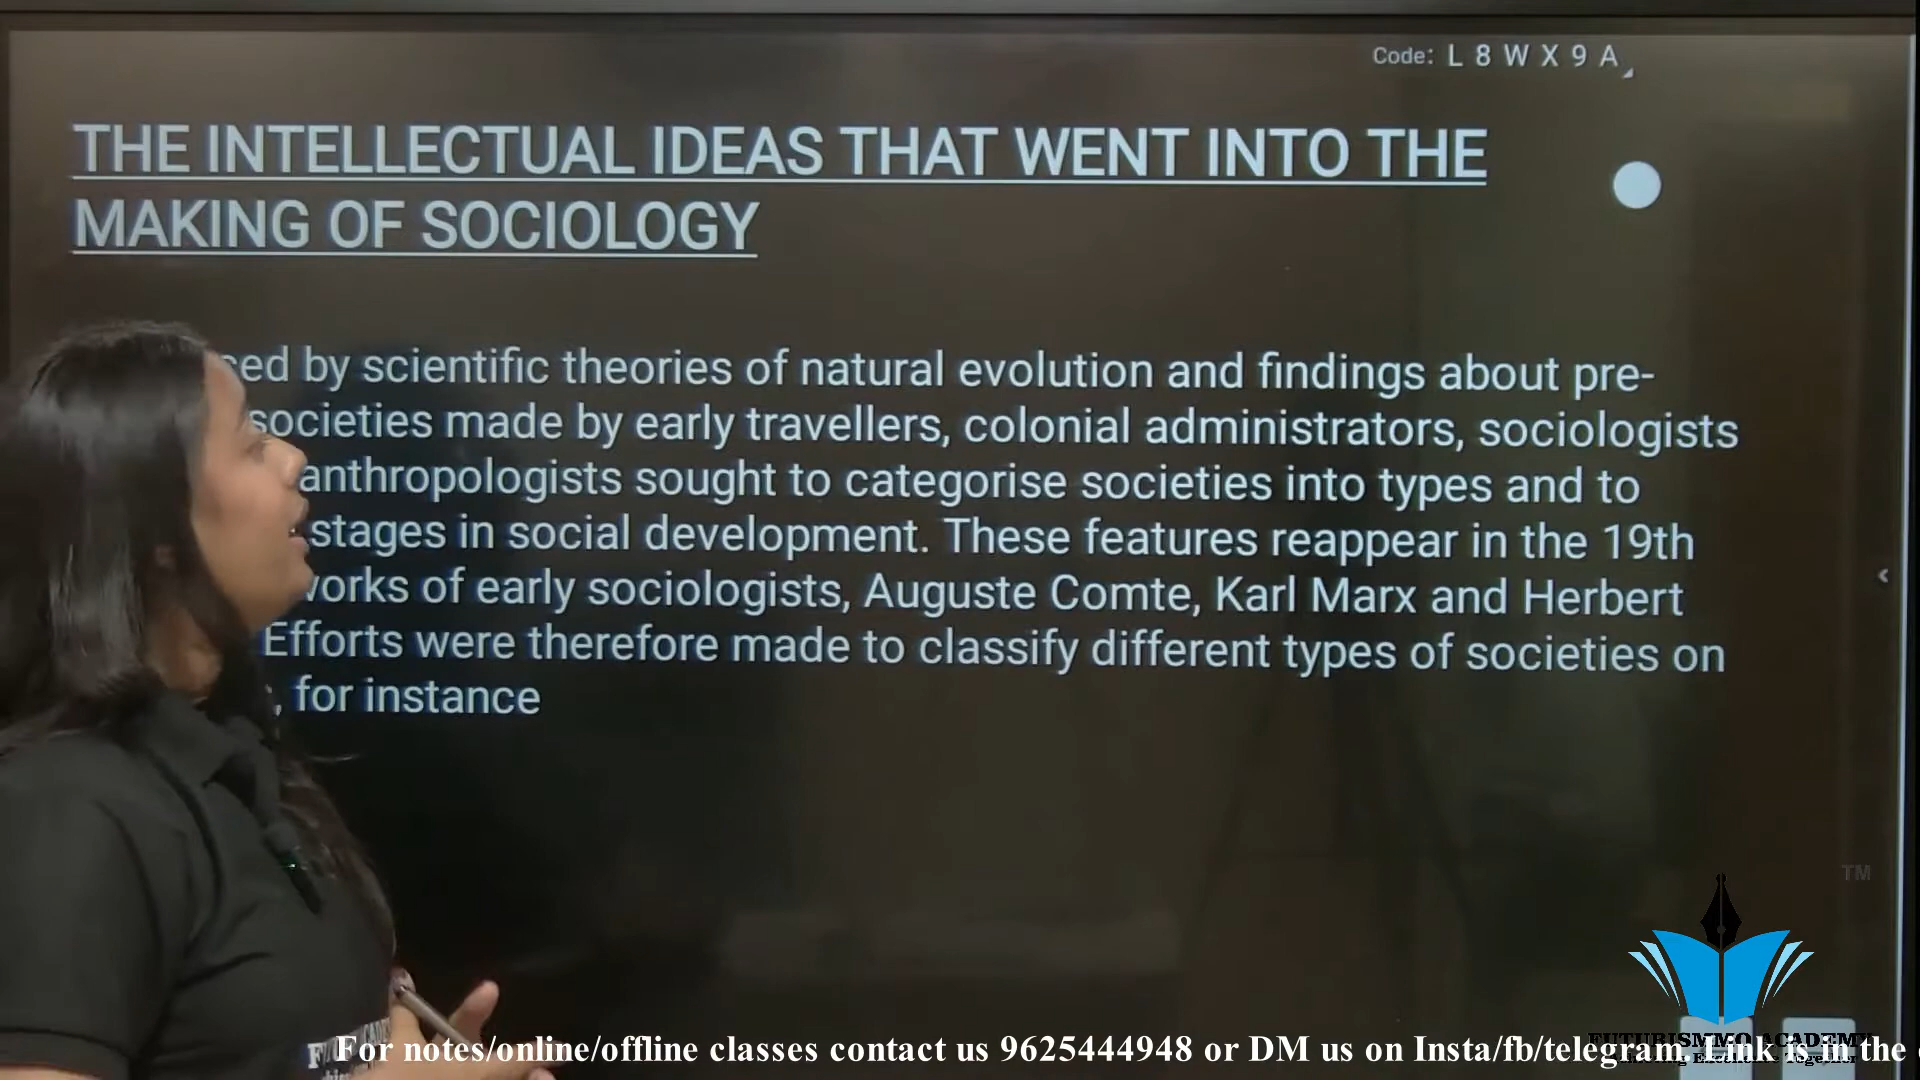 Code: L 8 W X 9 A
THE INTELLECTUAL IDEAS THAT WENT INTO THE
MAKING OF SOCIOLOGY
by scientific theories of natural evolution and findings about pre-
societies made by early travellers, colonial administrators, sociologists
anthropologists sought to categorise societies into types and to
stages in social development. These features reappear in the 19th
of early sociologists, Auguste Comte, Karl Marx and Herbert
Efforts were therefore made to classify different types of societies on
, for instance
TM
FUTURISMMO ACADEMY
For notes/online/offline classes contact us 9625444948 or DM us on Insta/fb/telegram, Link is in the